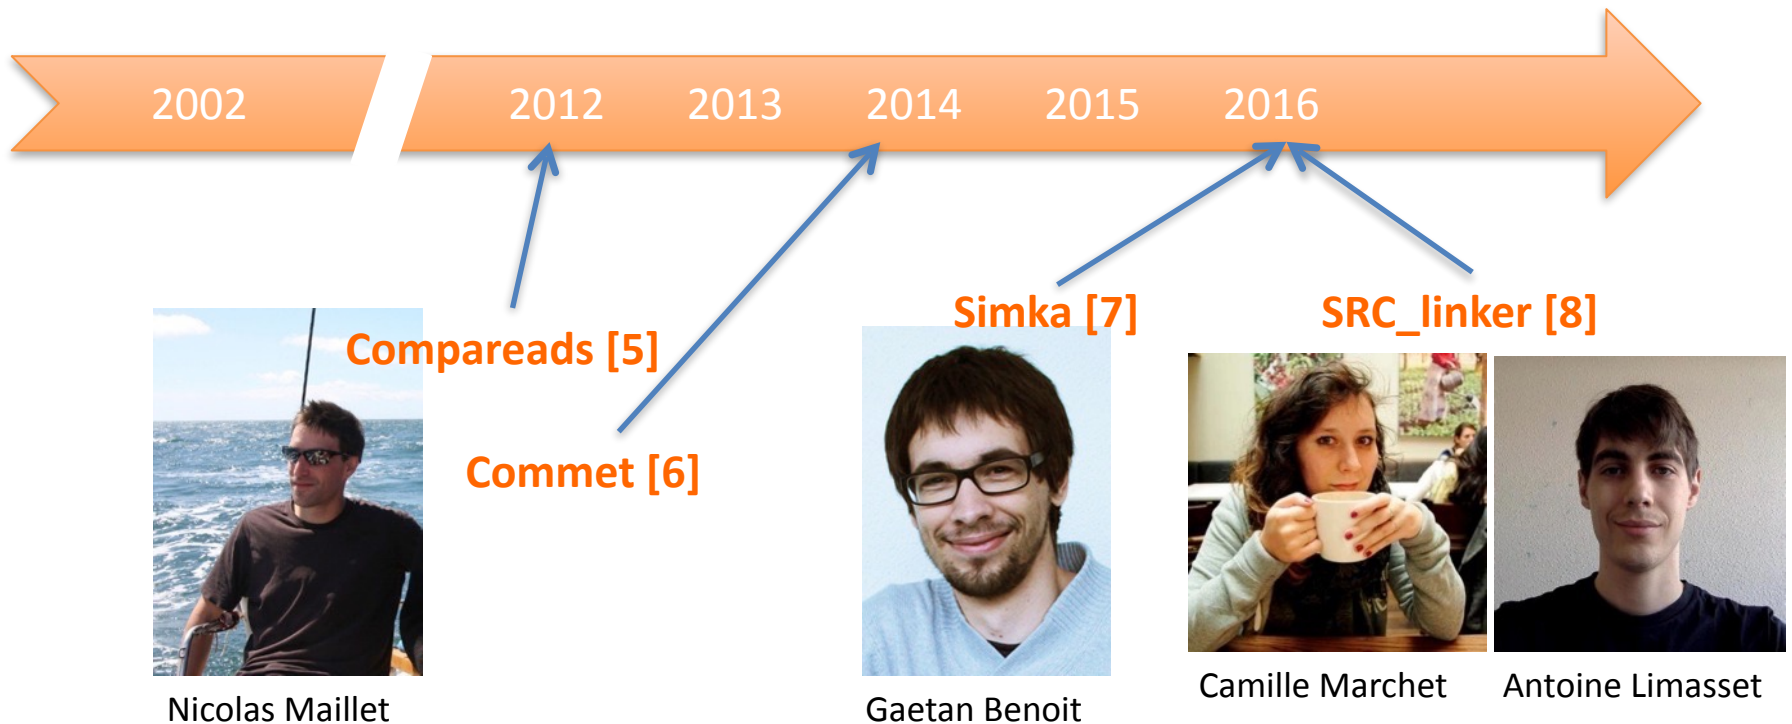 2002 2012 2013 2014 2015 2016
Simka [7] SRC_linker [8]
Compareads [5]
Commet [6]
Nicolas Maillet Gaetan Benoit Camille Marchet Antoine Limasset